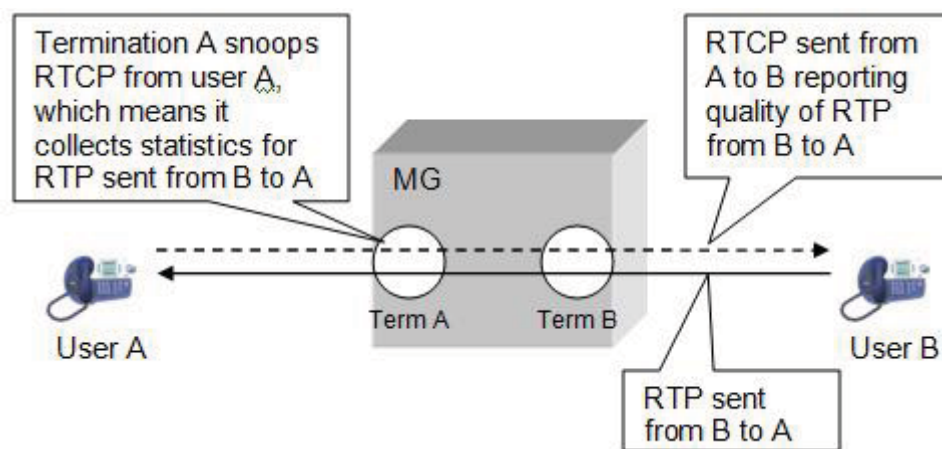 Termination A snoops
RTCP from user A,
which means it
collects statistics for
RTP sent from B to A
RTCP sent from
A to B reporting
quality of RTP
from B to A
MG
Term A
Term B
User A
User B
RTP sent
from B to A